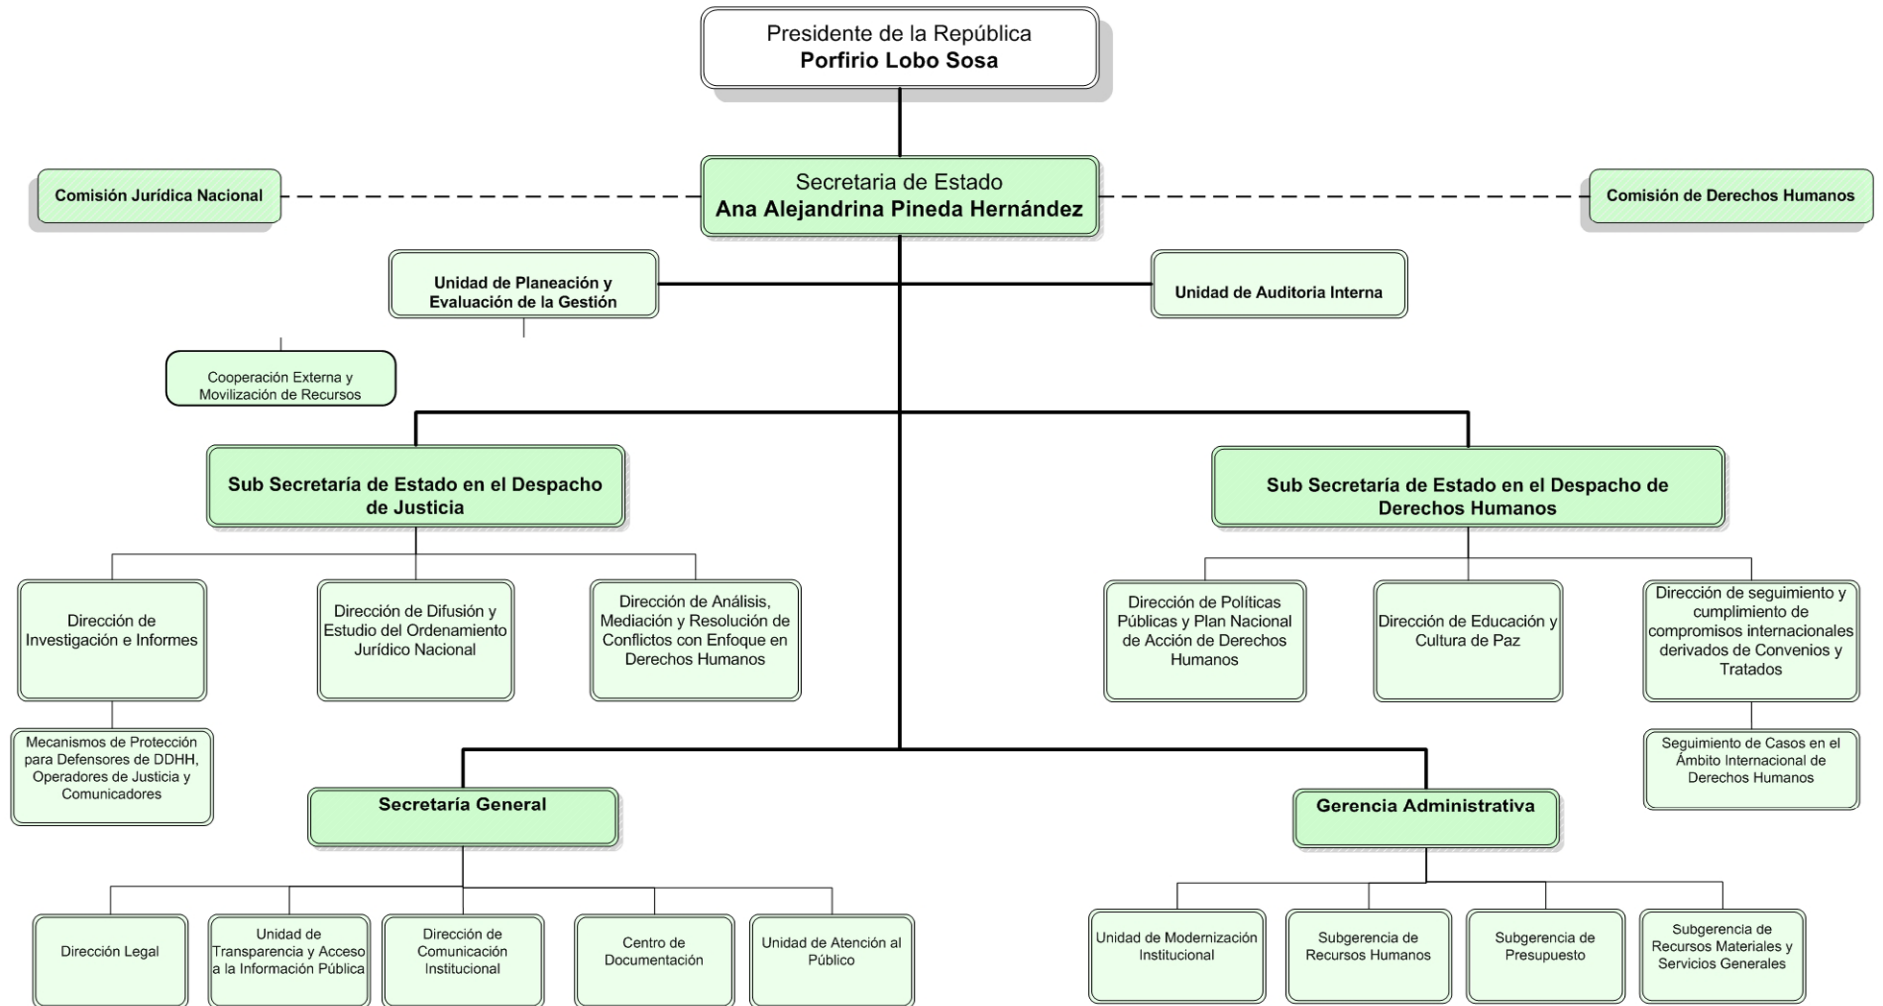 Presidente de la República
Porfirio Lobo Sosa
Comisión Jurídica Nacional
Secretaria de Estado
Ana Alejandrina Pineda Hernández
Comisión de Derechos Humanos
Unidad de Planeación y
Evaluación de la Gestión
Unidad de Auditoria Interna
Cooperación Externa y
Movilización de Recursos
Sub Secretaría de Estado en el Despacho
de Justicia
Sub Secretaría de Estado en el Despacho de
Derechos Humanos
Dirección de
Investigación e Informes
Dirección de Difusión y
Estudio del Ordenamiento
Jurídico Nacional
Dirección de Análisis,
Mediación y Resolución de
Conflictos con Enfoque en
Derechos Humanos
Dirección de Políticas
Públicas y Plan Nacional
de Acción de Derechos
Humanos
Dirección de Educación y
Cultura de Paz
Dirección de seguimiento y
cumplimiento de
compromisos internacionales
derivados de Convenios y
Tratados
Mecanismos de Protección
para Defensores de DDHH,
Operadores de Justicia y
Comunicadores
Seguimiento de Casos en el
Ámbito Internacional de
Derechos Humanos
Secretaría General
Gerencia Administrativa
Dirección Legal
Unidad de
Transparencia y Acceso
a la Información Pública
Dirección de
Comunicación
Institucional
Centro de
Documentación
Unidad de Atención al
Público
Unidad de Modernización
Institucional
Subgerencia de
Recursos Humanos
Subgerencia de
Presupuesto
Subgerencia de
Recursos Materiales y
Servicios Generales